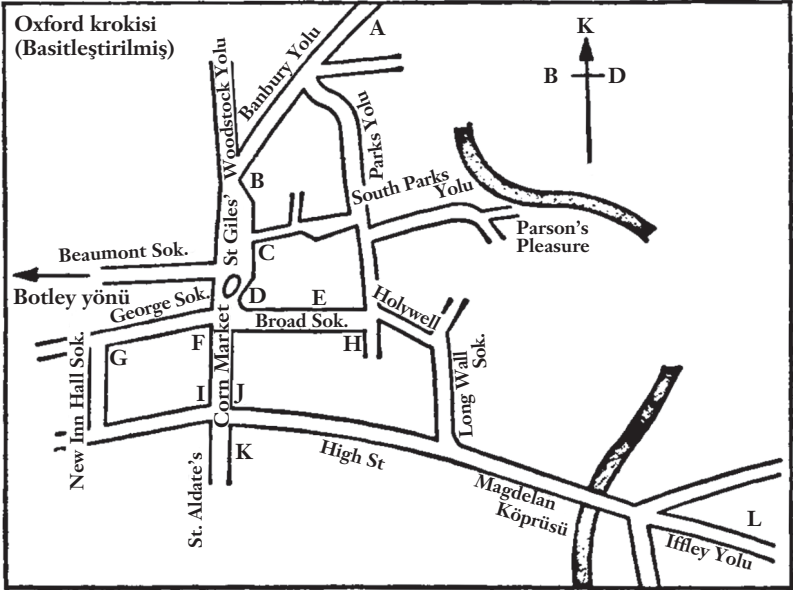 Oxford krokisi
(Basitleştirilmiş)
A
K
B D
Woodstock Yolu
Banbury Yolu
Parks Yolu
B
South Parks
Yolu
St Giles'
Parson's
Pleasure
Beaumont Sok.
C
Botley yönü
D
E
George Sok.
Holywell
Broad Sok.
F
G
H
Corn Market
New Inn Hall Sok.
Long Wall
Sok.
I
J
K
High St
St. Aldate's
Magdelan
Köprüsü
L
Iffley Yolu